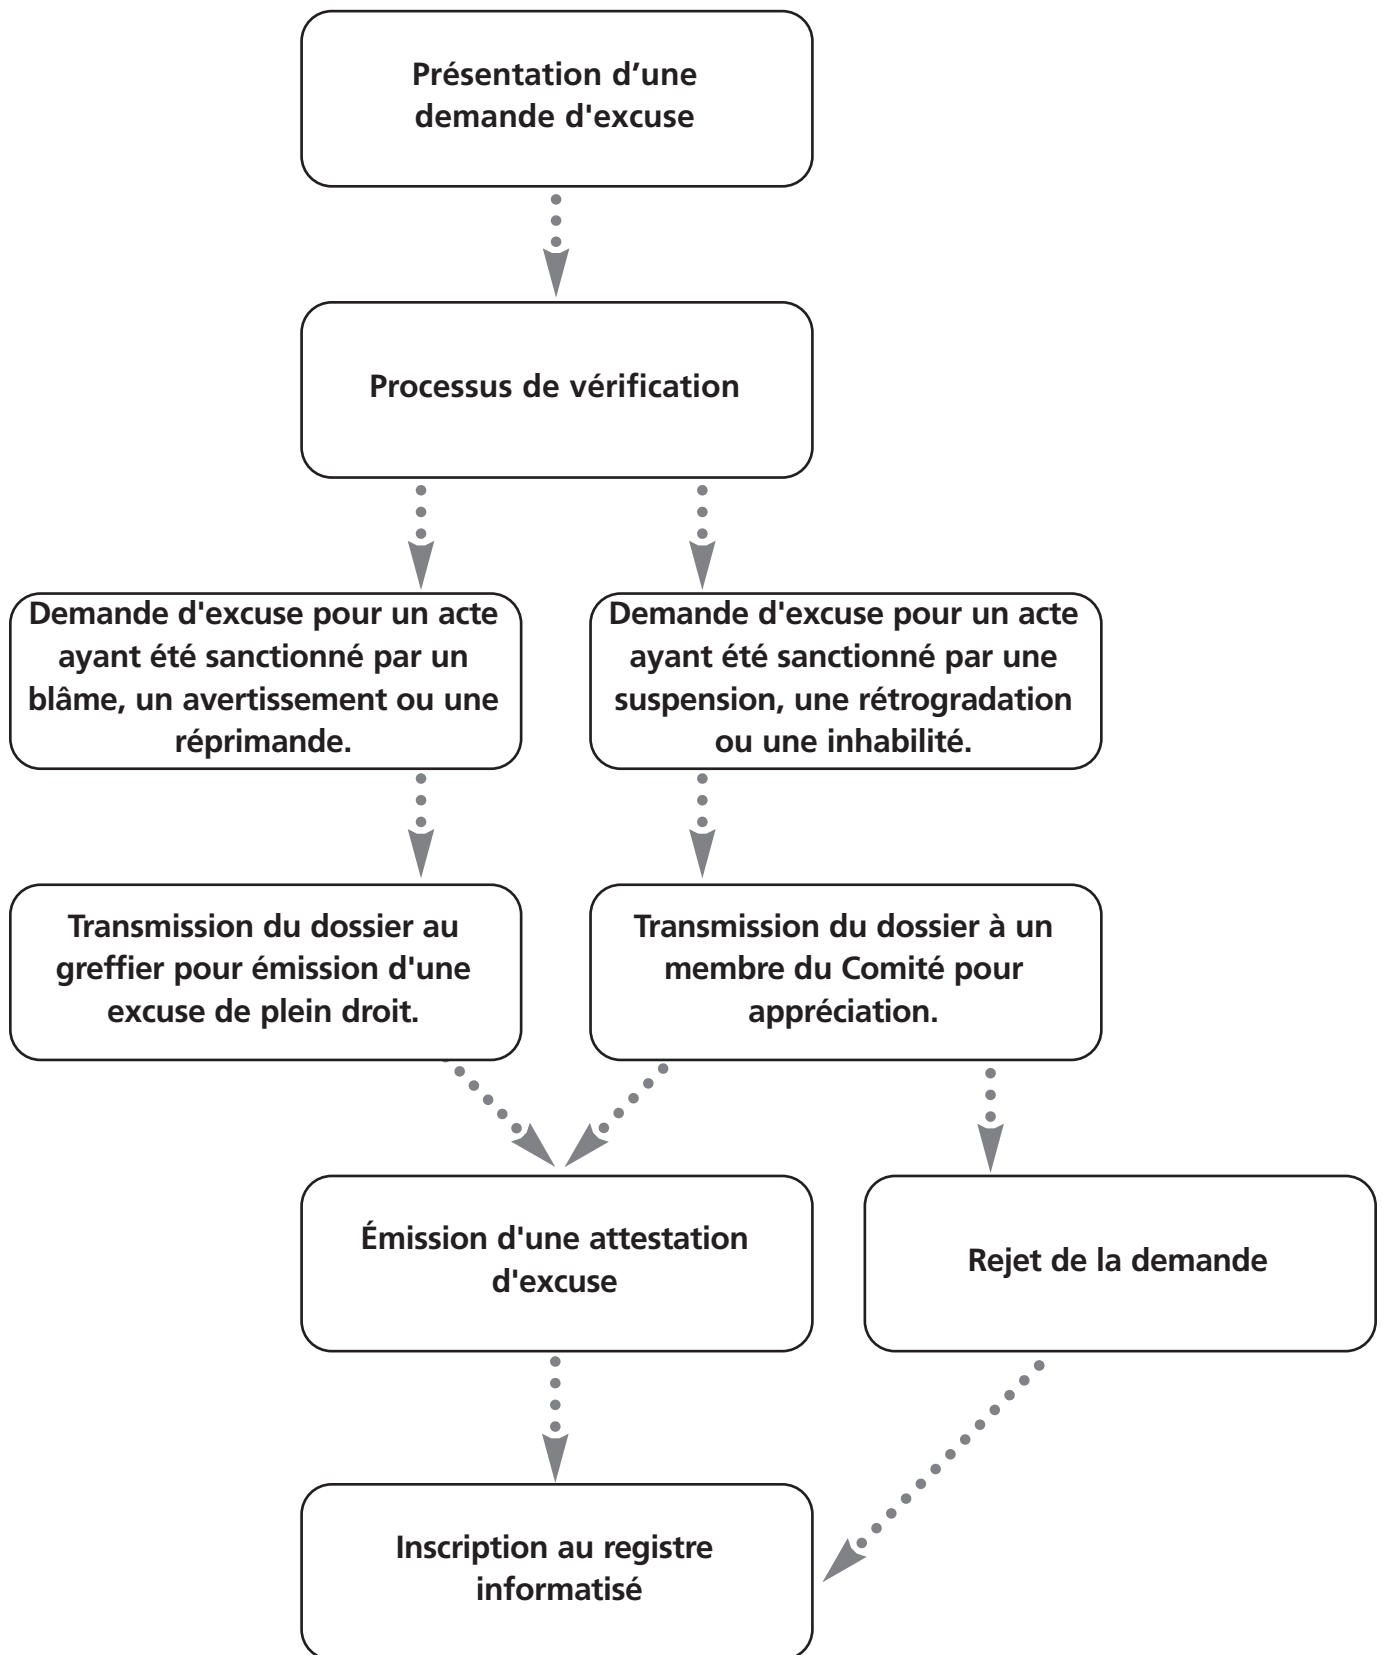 Présentation d’une
demande d'excuse
Processus de vérification
Demande d'excuse pour un acte
ayant été sanctionné par un
blâme, un avertissement ou une
réprimande.
Demande d'excuse pour un acte
ayant été sanctionné par une
suspension, une rétrogradation
ou une inhabilité.
Transmission du dossier au
greffier pour émission d'une
excuse de plein droit.
Transmission du dossier à un
membre du Comité pour
appréciation.
Émission d'une attestation
d'excuse
Rejet de la demande
Inscription au registre
informatisé